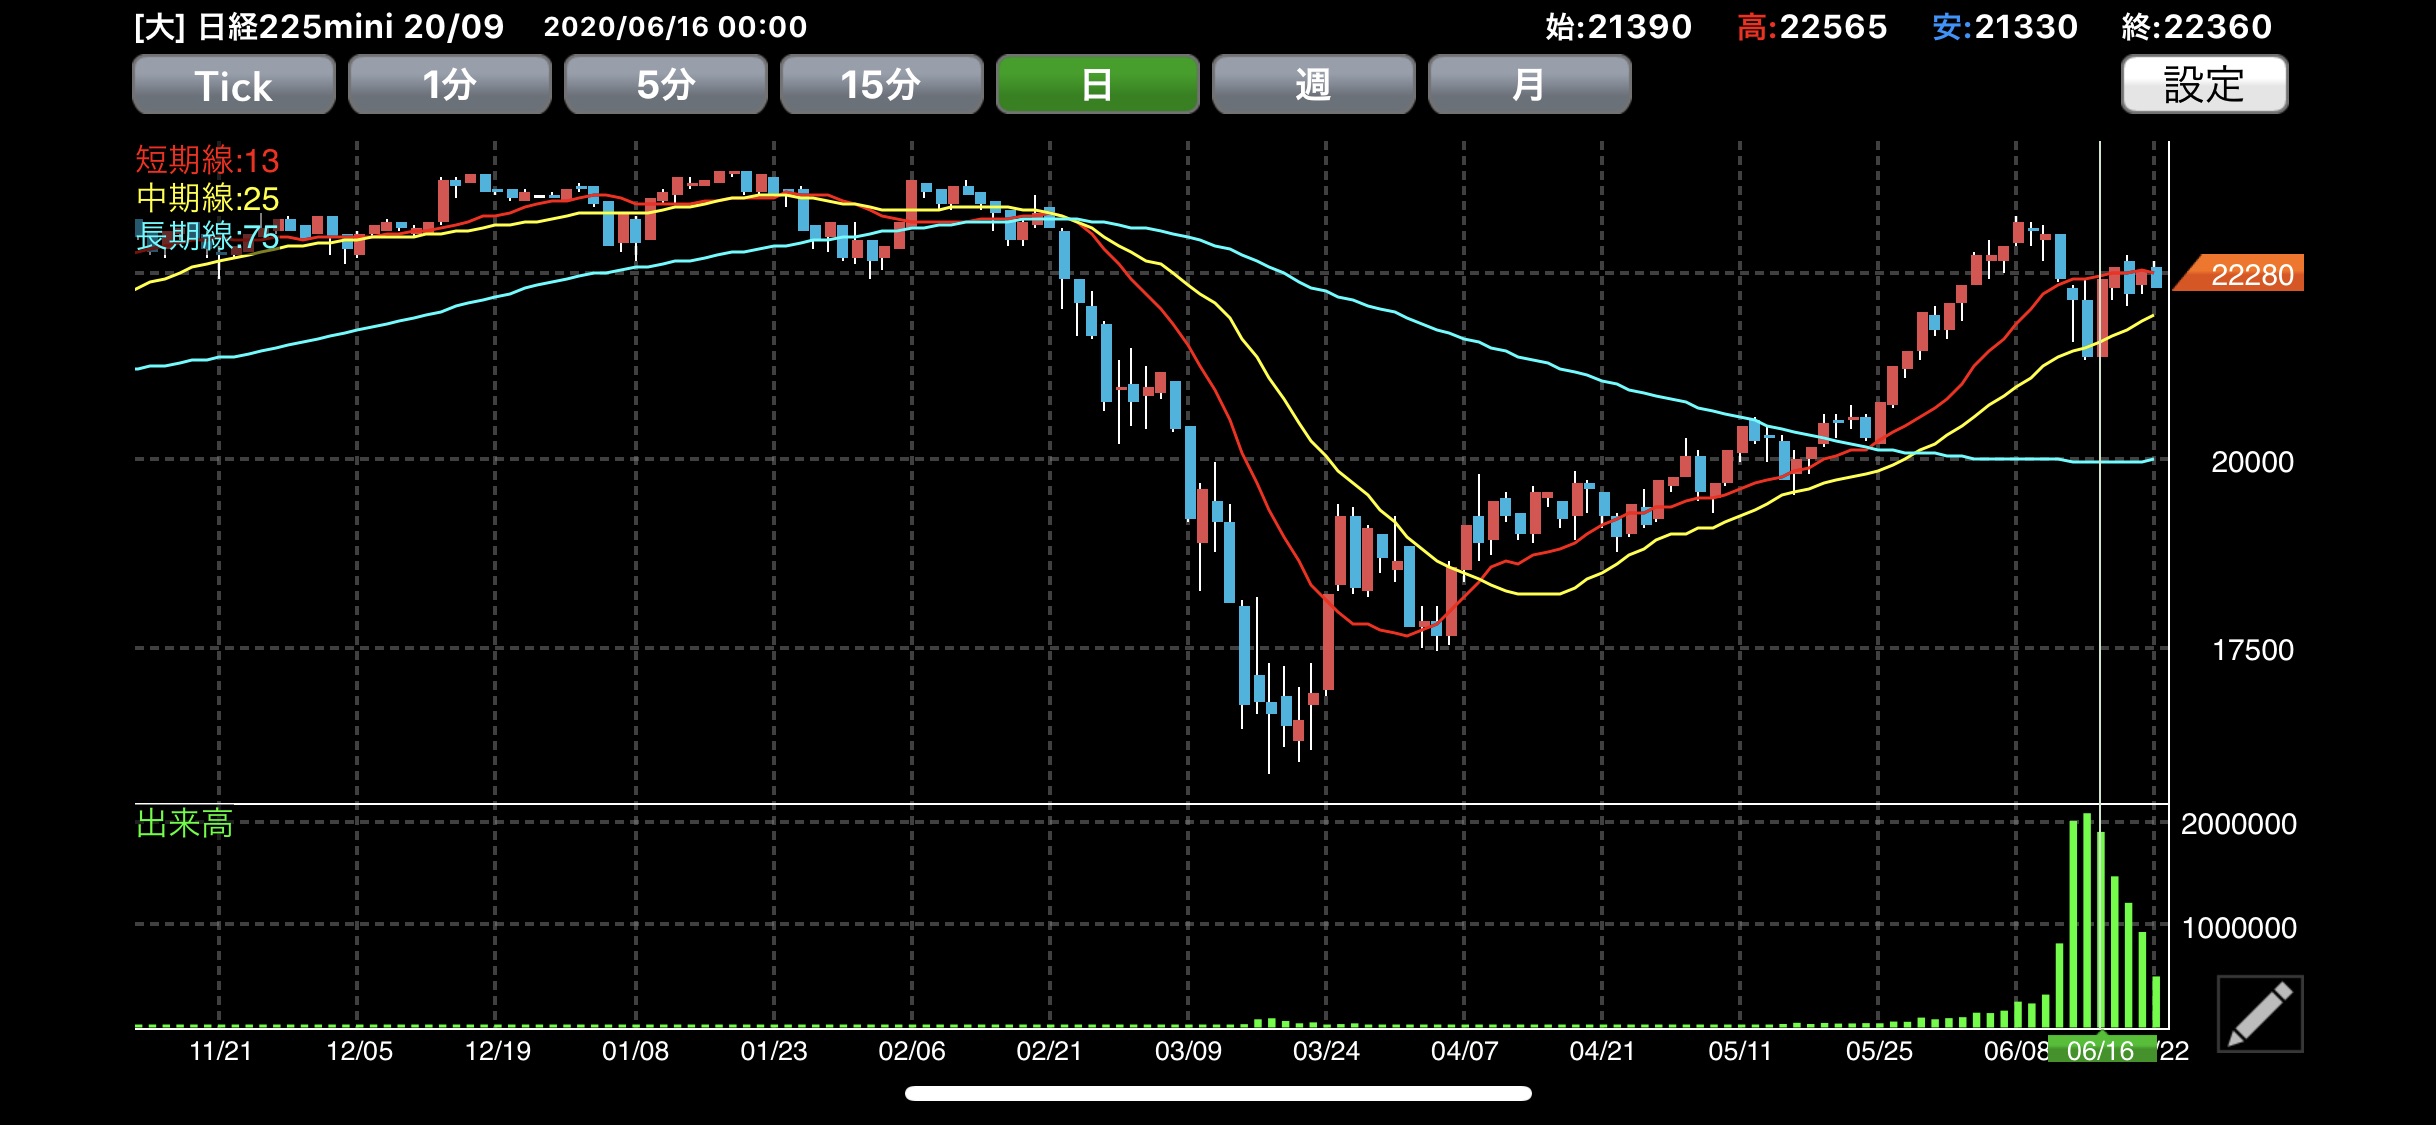 [大] 日経225mini 20/09 2020/06/16 00:00 始:21390 高:22565 安:21330 終:22360
Tick 1分 5分 15分 日 週 月 設定
短期線:13
中期線:25
長期線:75
22280
20000
17500
出来高
2000000
1000000
11/21 12/05 12/19 01/08 01/23 02/06 02/21 03/09 03/24 04/07 04/21 05/11 05/25 06/08 06/16 /22